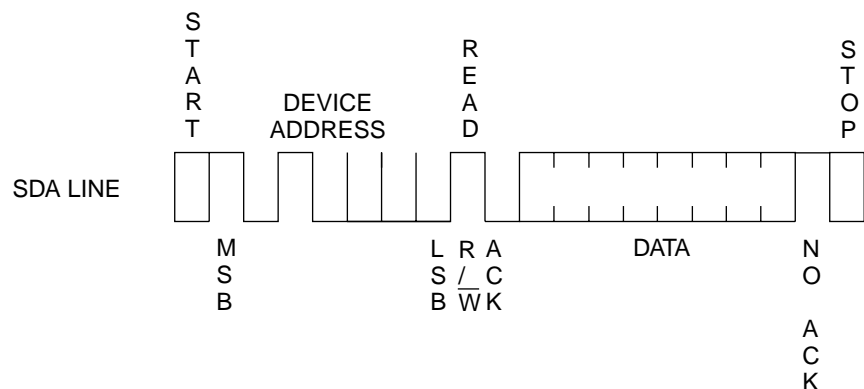 START
DEVICE
ADDRESS
READ
STOP
SDA LINE
MSB
LSB
R/W
ACK
DATA
NO ACK